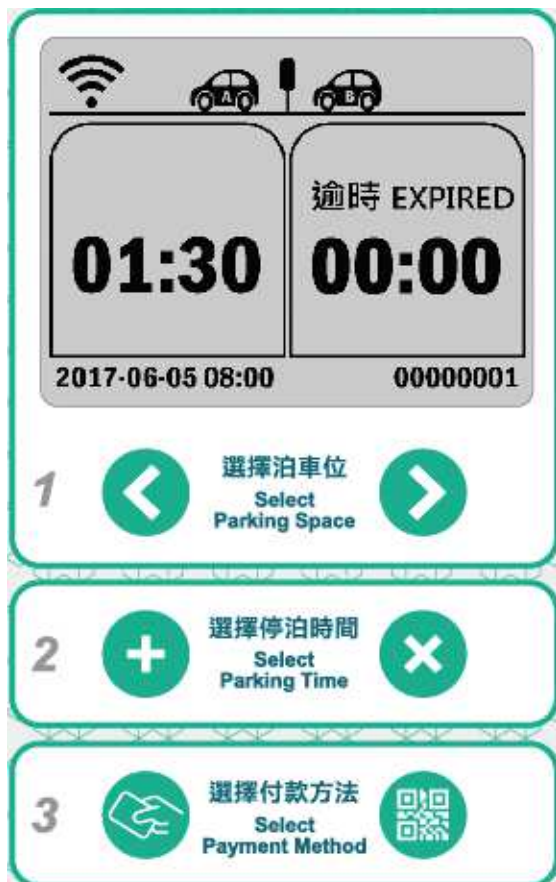 A B
逾時 EXPIRED
01:30 00:00
2017-06-05 08:00 00000001
1
選擇泊車位
Select
Parking Space
2
選擇停泊時間
Select
Parking Time
3
選擇付款方法
Select
Payment Method